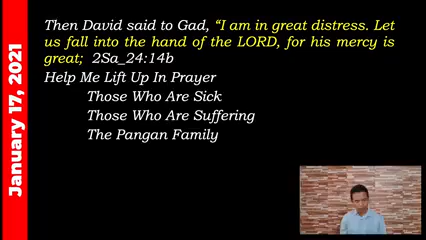 January 17, 2021
Then David said to Gad, “I am in great distress. Let
us fall into the hand of the LORD, for his mercy is
great; 2Sa_24:14b
Help Me Lift Up In Prayer
Those Who Are Sick
Those Who Are Suffering
The Pangan Family